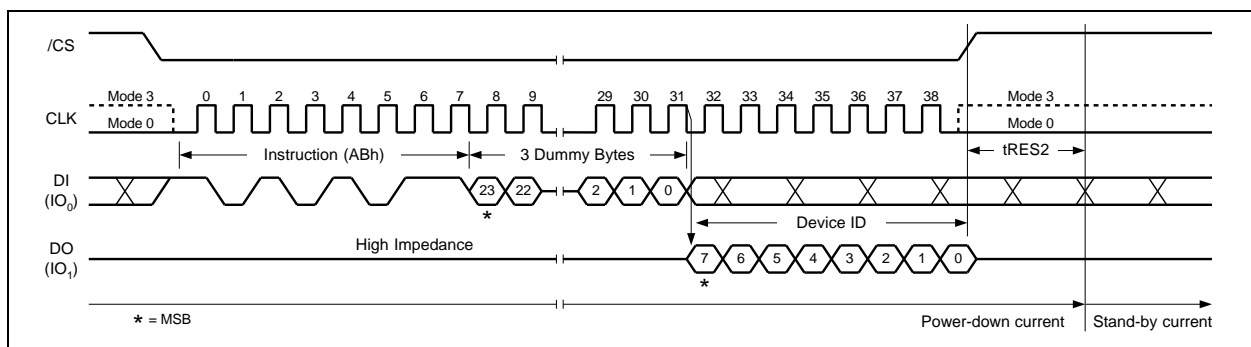 /CS
Mode 3 0 1 2 3 4 5 6 7 8 9 29 30 31 32 33 34 35 36 37 38 Mode 3
CLK
Mode 0 Mode 0
Instruction (ABh) 3 Dummy Bytes tRES2
DI
(IO0)
23 22 2 1 0
*
Device ID
High Impedance
DO
(IO1)
7 6 5 4 3 2 1 0
*
* = MSB
Power-down current Stand-by current